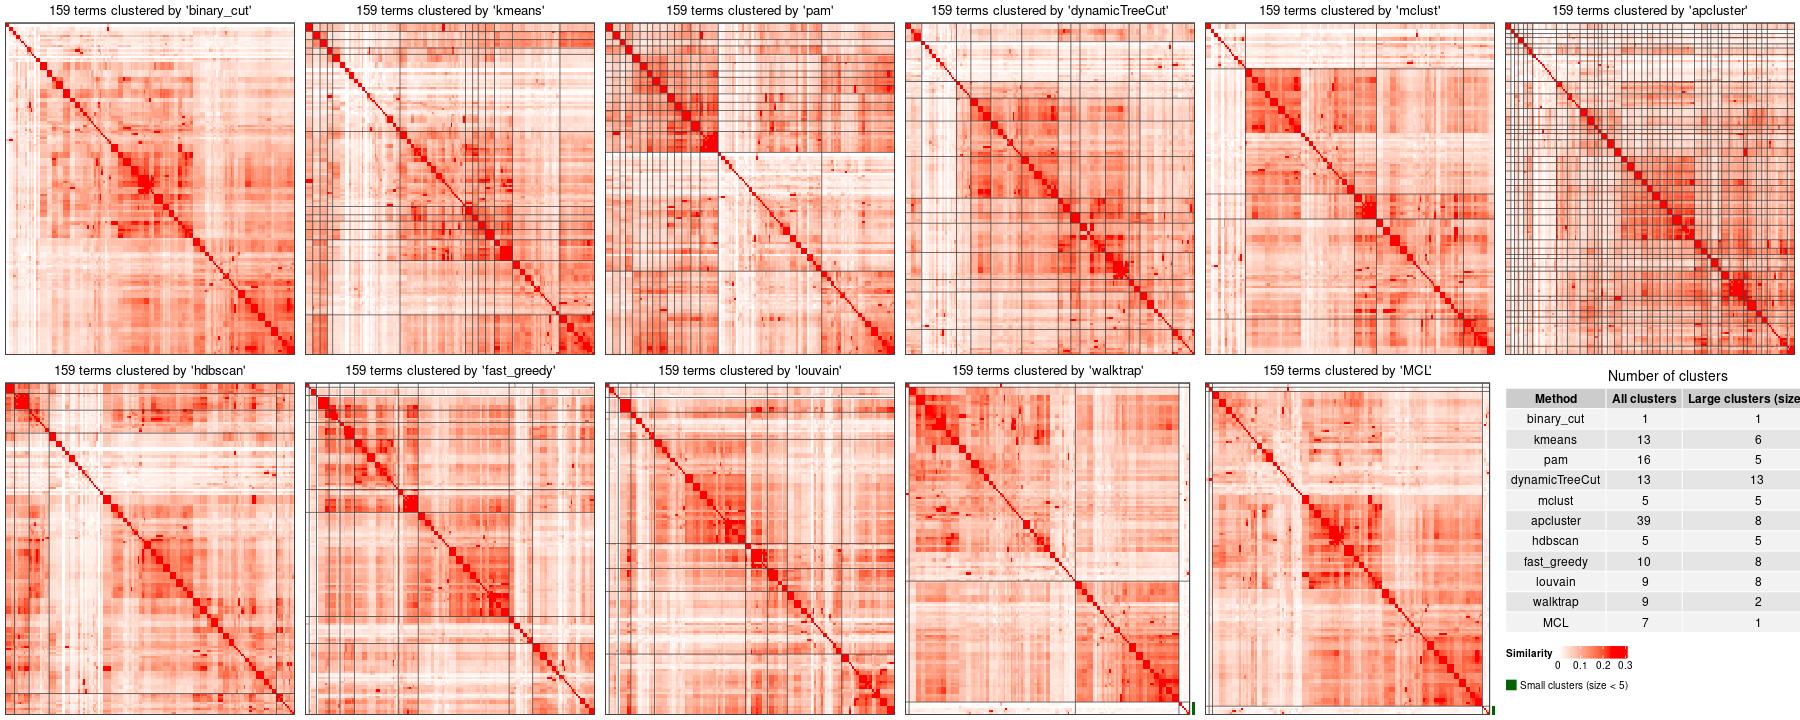 159 terms clustered by 'binary_cut'
159 terms clustered by 'kmeans'
159 terms clustered by 'pam'
159 terms clustered by 'dynamicTreeCut'
159 terms clustered by 'mclust'
159 terms clustered by 'apcluster'
159 terms clustered by 'hdbscan'
159 terms clustered by 'fast_greedy'
159 terms clustered by 'louvain'
159 terms clustered by 'walktrap'
159 terms clustered by 'MCL'
Number of clusters
Method All clusters Large clusters (size
binary_cut 1 1
kmeans 13 6
pam 16 5
dynamicTreeCut 13 13
mclust 5 5
apcluster 39 8
hdbscan 5 5
fast_greedy 10 8
louvain 9 8
walktrap 9 2
MCL 7 1
Similarity
0 0.1 0.2 0.3
Small clusters (size < 5)